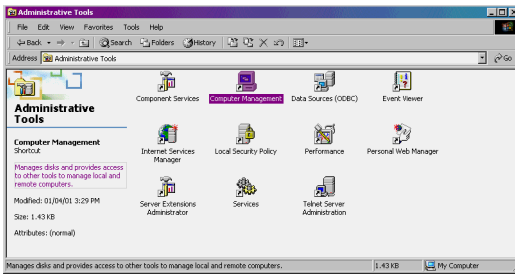 Administrative Tools
File Edit View Favorites Tools Help
Back Search Folders History
Address Administrative Tools Go
Administrative
Tools
Computer Management
Shortcut
Manages disks and provides access
to other tools to manage local and
remote computers.
Modified: 01/04/01 3:29 PM
Size: 1.43 KB
Attributes: (normal)
Component Services Computer Management Data Sources (ODBC) Event Viewer
Internet Services
Manager
Local Security Policy Performance Personal Web Manager
Server Extensions
Administrator
Services
Telnet Server
Administration
Manages disks and provides access to other tools to manage local and remote computers. 1.43 KB My Computer